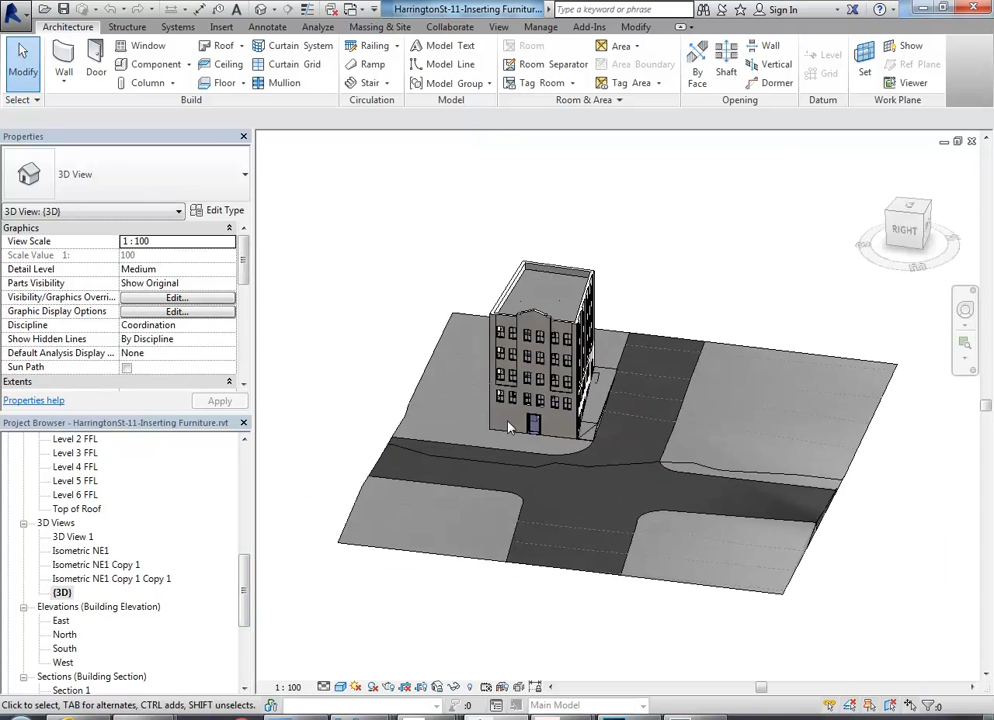 HarringtonSt-11-Inserting Furnitur...
Type a keyword or phrase
Sign In
Architecture Structure Systems Insert Annotate Analyze Massing & Site Collaborate View Manage Add-Ins Modify
Modify
Select
Wall
Door
Window
Component
Column
Roof
Ceiling
Floor
Curtain System
Curtain Grid
Mullion
Build
Railing
Ramp
Stair
Circulation
Model Text
Model Line
Model Group
Model
Room
Room Separator
Tag Room
Area
Area Boundary
Tag Area
Room & Area
By Face
Shaft
Wall
Vertical
Dormer
Opening
Level
Grid
Datum
Set
Show
Ref Plane
Viewer
Work Plane
Properties
3D View
3D View: {3D}
Edit Type
Graphics
View Scale 1 : 100
Scale Value 1: 100
Detail Level Medium
Parts Visibility Show Original
Visibility/Graphics Overri... Edit...
Graphic Display Options Edit...
Discipline Coordination
Show Hidden Lines By Discipline
Default Analysis Display ... None
Sun Path
Extents
Properties help
Apply
Project Browser - HarringtonSt-11-Inserting Furniture.rvt
Level 2 FFL
Level 3 FFL
Level 4 FFL
Level 5 FFL
Level 6 FFL
Top of Roof
3D Views
3D View 1
Isometric NE1
Isometric NE1 Copy 1
Isometric NE1 Copy 1 Copy 1
{3D}
Elevations (Building Elevation)
East
North
South
West
Sections (Building Section)
Section 1
RIGHT
1 : 100
Click to select, TAB for alternates, CTRL adds, SHIFT unselects.
:0
Main Model
:0